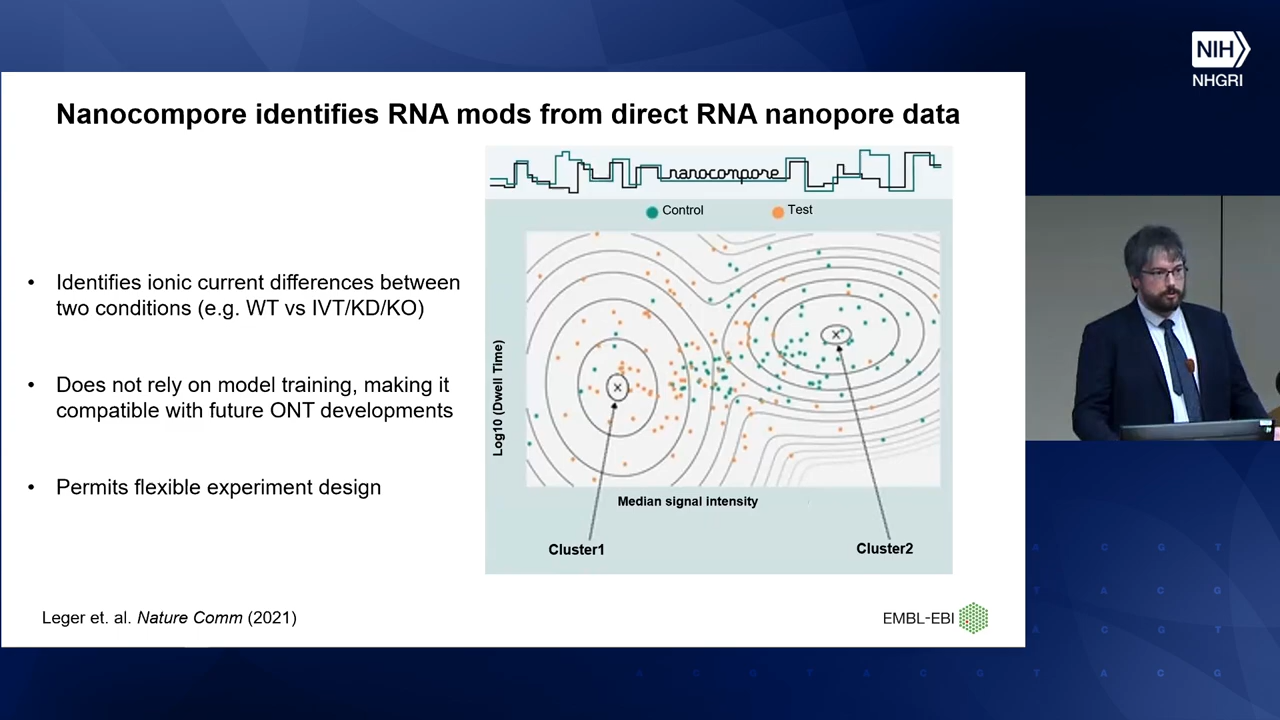 NIH
NHGRI
Nanocompore identifies RNA mods from direct RNA nanopore data
nanocompore
Control
Test
• Identifies ionic current differences between
two conditions (e.g. WT vs IVT/KD/KO)
• Does not rely on model training, making it
compatible with future ONT developments
• Permits flexible experiment design
Log10 (Dwell Time)
Median signal intensity
Cluster1
Cluster2
Leger et. al. Nature Comm (2021)
EMBL-EBI
A C G T
A C G T
A C G T
A C G T A C G T A C